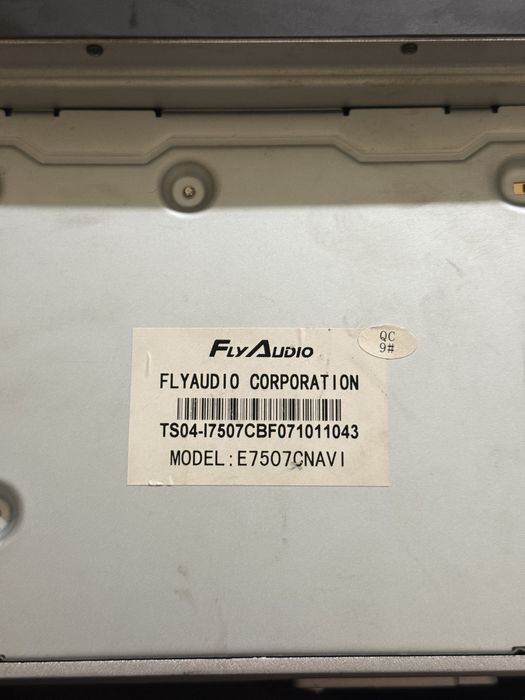 FLYAUDIO
QC
9#
FLYAUDIO CORPORATION
TS04-I7507CBF071011043
MODEL:E7507CNAVI